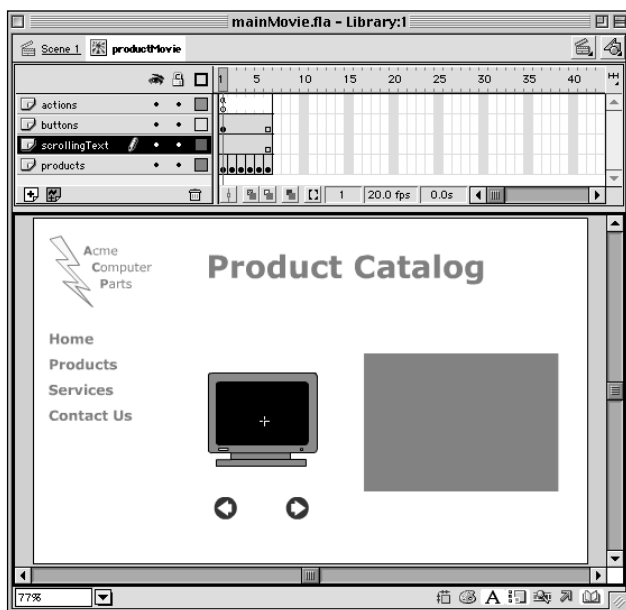 mainMovie.fla - Library:1
Scene 1 productMovie
1 5 10 15 20 25 30 35 40
actions
buttons
scrollingText
products
1 20.0 fps 0.0s
Acme
Computer
Parts
Product Catalog
Home
Products
Services
Contact Us
77%